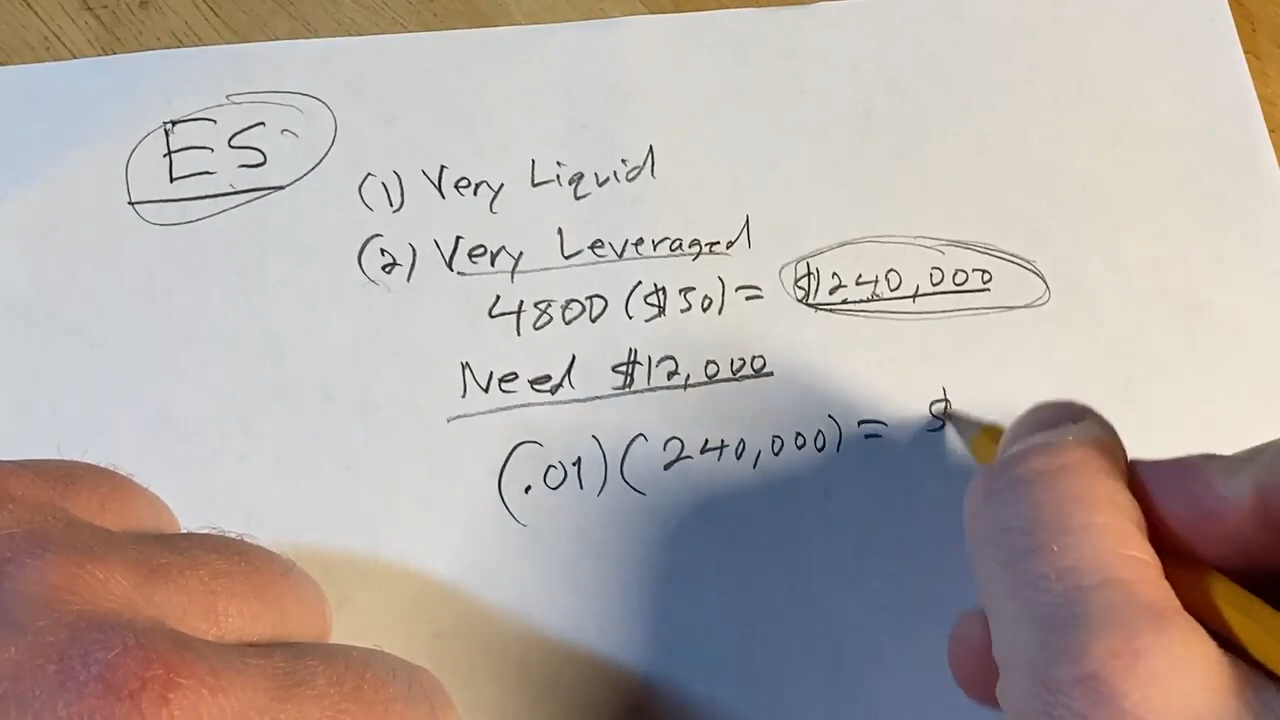 ES
(1) Very Liquid
(2) Very Leveraged
4800 ($50) = $240,000
Need $12,000
(.01)(240,000) = $